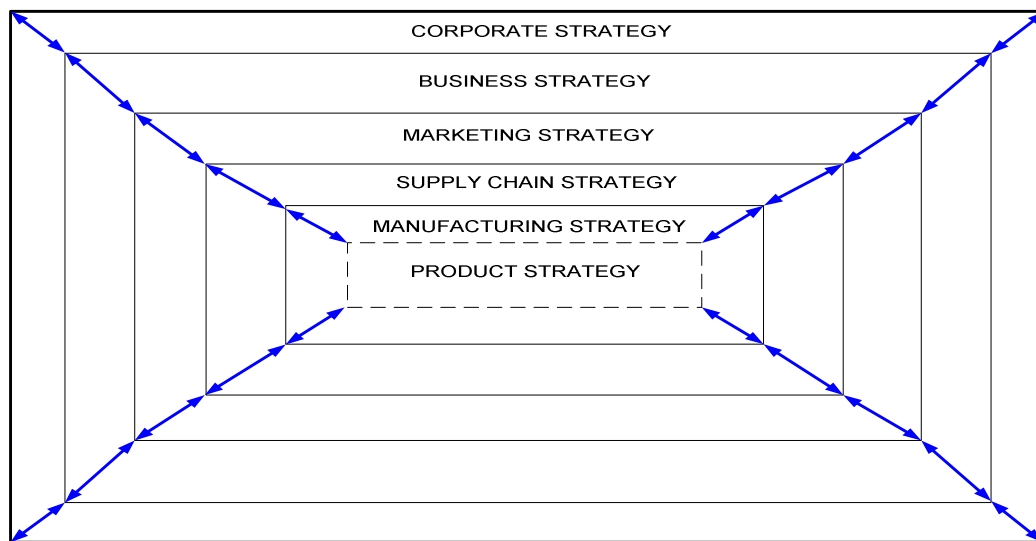 CORPORATE STRATEGY
BUSINESS STRATEGY
MARKETING STRATEGY
SUPPLY CHAIN STRATEGY
MANUFACTURING STRATEGY
PRODUCT STRATEGY